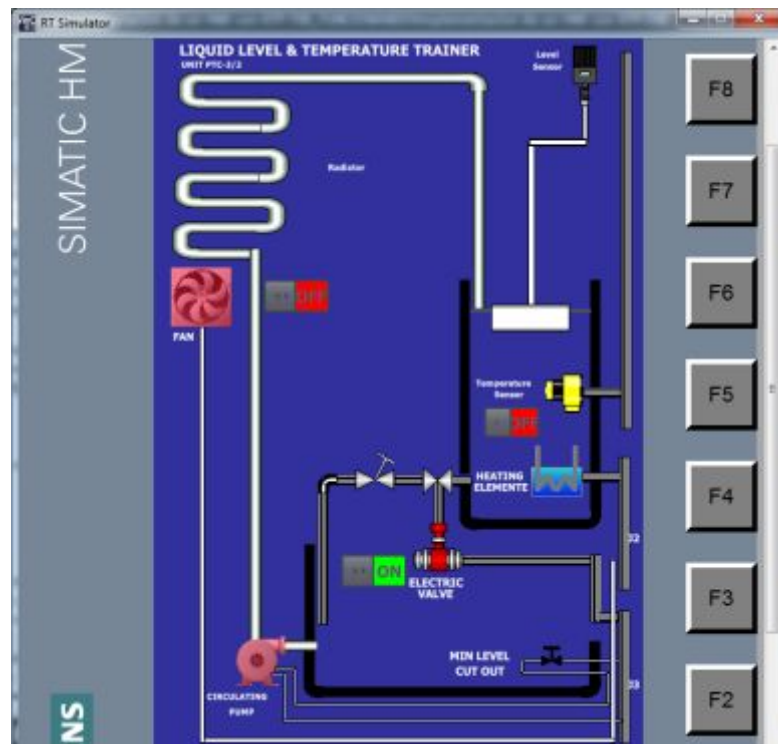 RT Simulator
SIMATIC HM
LIQUID LEVEL & TEMPERATURE TRAINER
UNIT PTC-2/2
Level
Sensor
Radiator
OFF
FAN
Temperature
Sensor
OFF
HEATING
ELEMENTE
ON
ELECTRIC
VALVE
J2
MIN LEVEL
CUT OUT
J3
CIRCULATING
PUMP
NS
F8
F7
F6
F5
F4
F3
F2